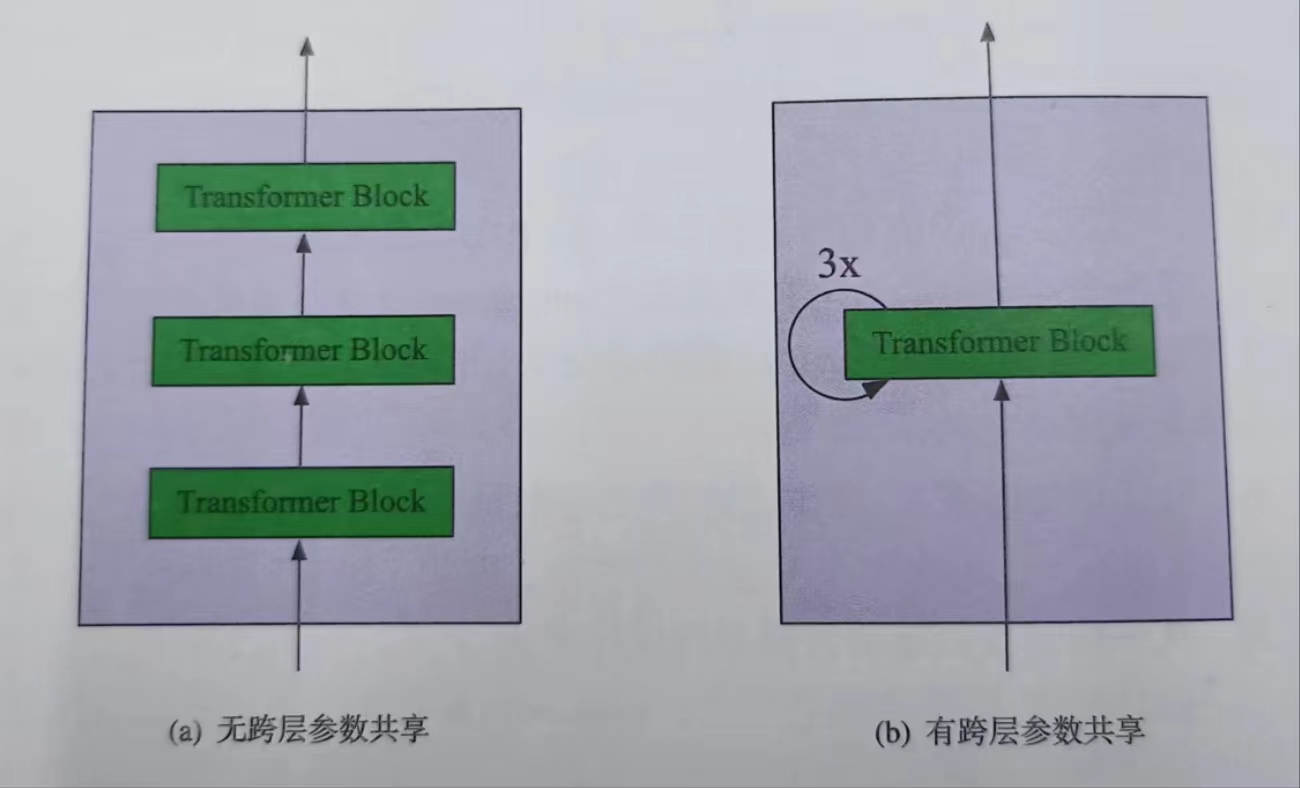 Transformer Block
Transformer Block
Transformer Block
(a) 无跨层参数共享
3x
Transformer Block
(b) 有跨层参数共享